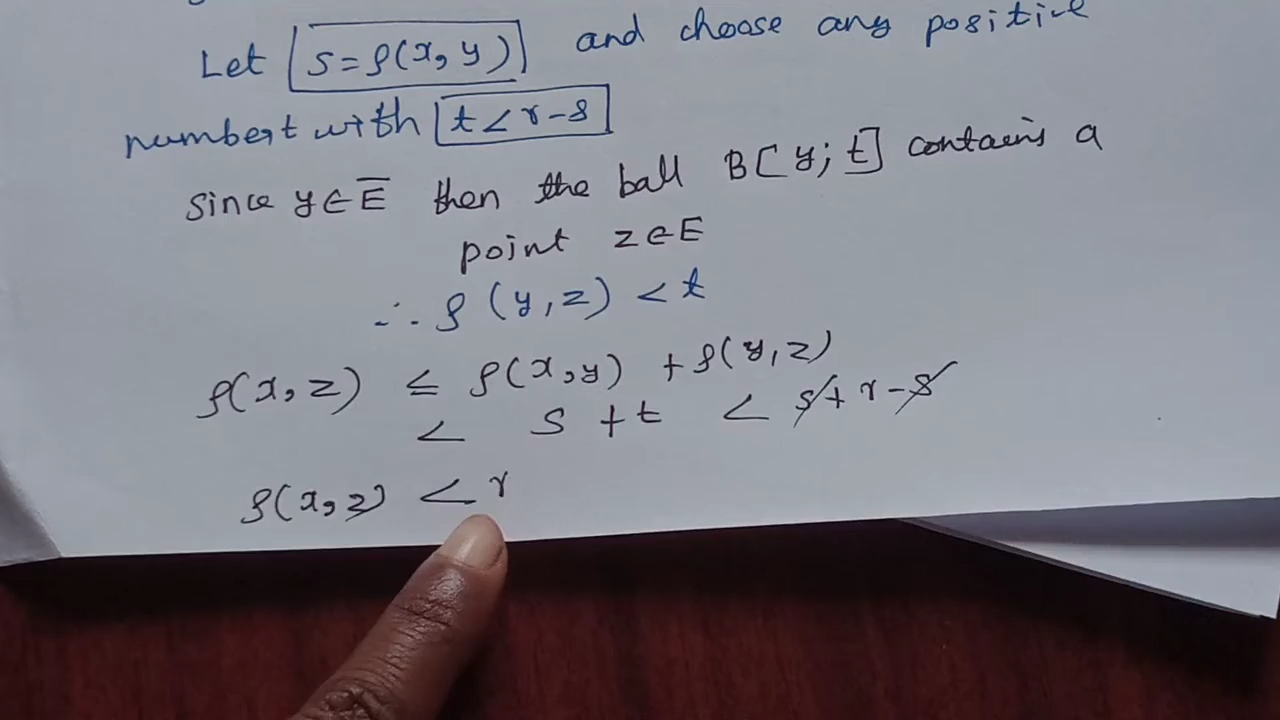 Let s=ρ(x, y) and choose any positive
number t with t<r-s
Since y∈E̅ then the ball B[y; t] contains a
point z∈E
∴ ρ(y, z) < t
ρ(x, z) ≤ ρ(x, y) + ρ(y, z)
< s + t < s + r - s
ρ(x, z) < r